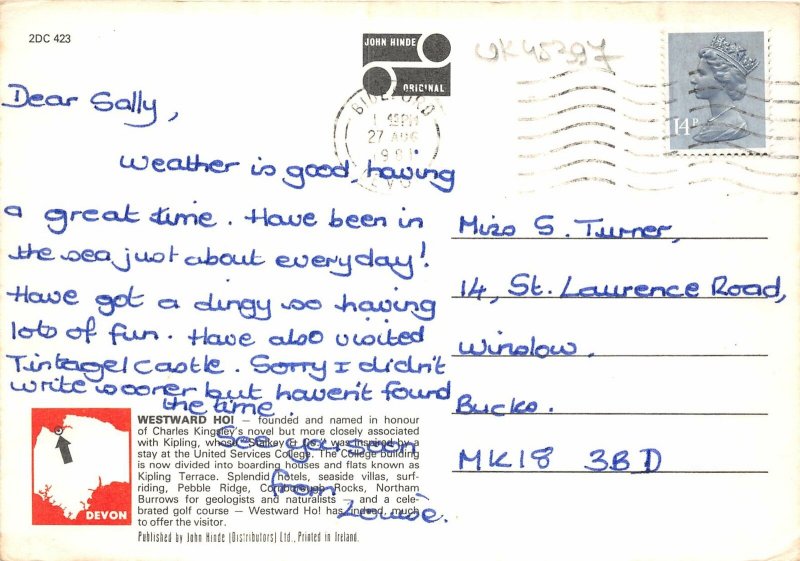 2DC 423
JOHN HINDE
ORIGINAL
UK45397
BIDEFORD
27 AUG
1981
14P
Dear Sally,
Weather is good, having
a great time. Have been in
the sea just about everyday!
Have got a dingy so having
lots of fun. Have also visited
Tintagel Castle. Sorry I didn't
write sooner but haven't found
the time.
See you soon
from
Louise.
Miss S. Turner,
14, St. Laurence Road,
Winslow,
Bucks.
MK18 3BD
WESTWARD HO! — founded and named in honour
of Charles Kingsley's novel but more closely associated
with Kipling, whose "Stalkey & Co." was inspired by a
stay at the United Services College. The College building
is now divided into boarding houses and flats known as
Kipling Terrace. Splendid hotels, seaside villas, surf-
riding, Pebble Ridge, Rocks, Northam
Burrows for geologists and naturalists — and a cele-
brated golf course — Westward Ho! has, indeed, much
to offer the visitor.
DEVON
Published by John Hinde (Distributors) Ltd., Printed in Ireland.